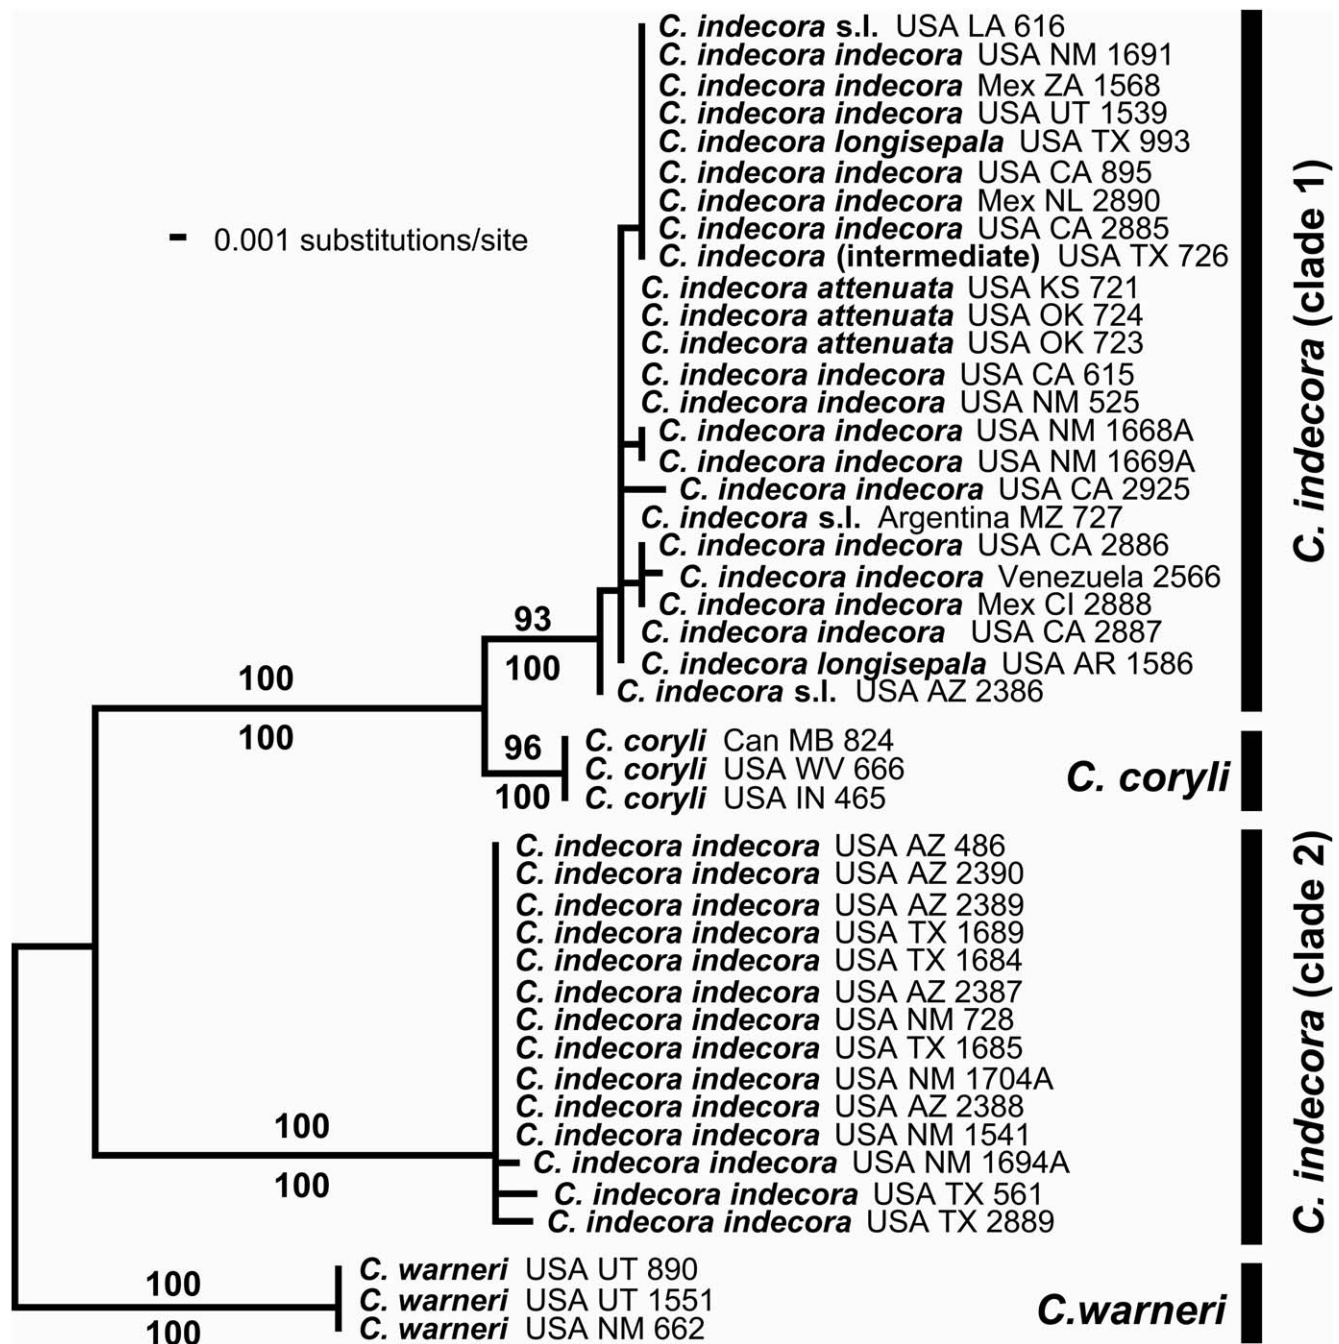 C. indecora s.l. USA LA 616
C. indecora indecora USA NM 1691
C. indecora indecora Mex ZA 1568
C. indecora indecora USA UT 1539
C. indecora longisepala USA TX 993
C. indecora indecora USA CA 895
C. indecora indecora Mex NL 2890
C. indecora indecora USA CA 2885
C. indecora (intermediate) USA TX 726
C. indecora attenuata USA KS 721
C. indecora attenuata USA OK 724
C. indecora attenuata USA OK 723
C. indecora indecora USA CA 615
C. indecora indecora USA NM 525
C. indecora indecora USA NM 1668A
C. indecora indecora USA NM 1669A
C. indecora indecora USA CA 2925
C. indecora s.l. Argentina MZ 727
C. indecora indecora USA CA 2886
C. indecora indecora Venezuela 2566
C. indecora indecora Mex CI 2888
C. indecora indecora USA CA 2887
C. indecora longisepala USA AR 1586
C. indecora s.l. USA AZ 2386
C. indecora (clade 1)
0.001 substitutions/site
93
100
100
100
96
100
C. coryli Can MB 824
C. coryli USA WV 666
C. coryli USA IN 465
C. coryli
C. indecora indecora USA AZ 486
C. indecora indecora USA AZ 2390
C. indecora indecora USA AZ 2389
C. indecora indecora USA TX 1689
C. indecora indecora USA TX 1684
C. indecora indecora USA AZ 2387
C. indecora indecora USA NM 728
C. indecora indecora USA TX 1685
C. indecora indecora USA NM 1704A
C. indecora indecora USA AZ 2388
C. indecora indecora USA NM 1541
C. indecora indecora USA NM 1694A
C. indecora indecora USA TX 561
C. indecora indecora USA TX 2889
C. indecora (clade 2)
100
100
C. warneri USA UT 890
C. warneri USA UT 1551
C. warneri USA NM 662
C.warneri
100
100